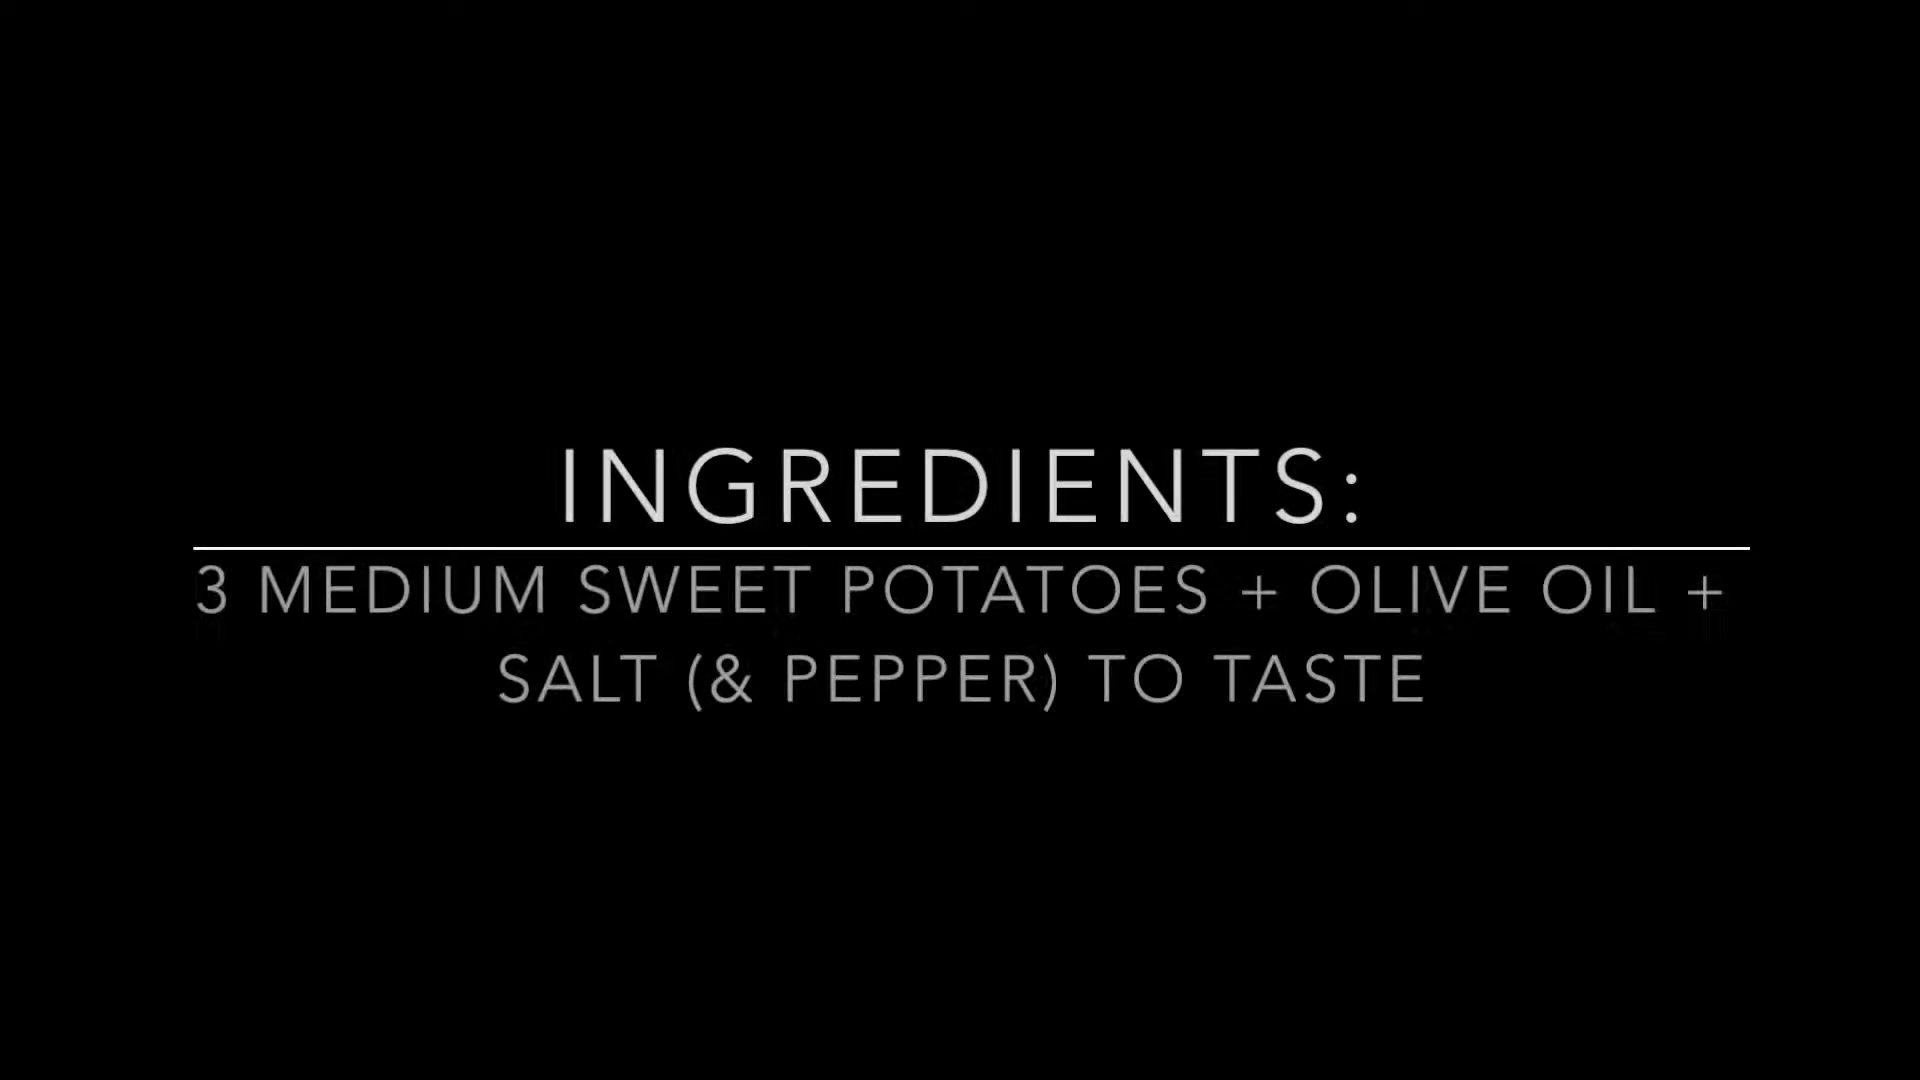 INGREDIENTS:
3 MEDIUM SWEET POTATOES + OLIVE OIL +
SALT (& PEPPER) TO TASTE